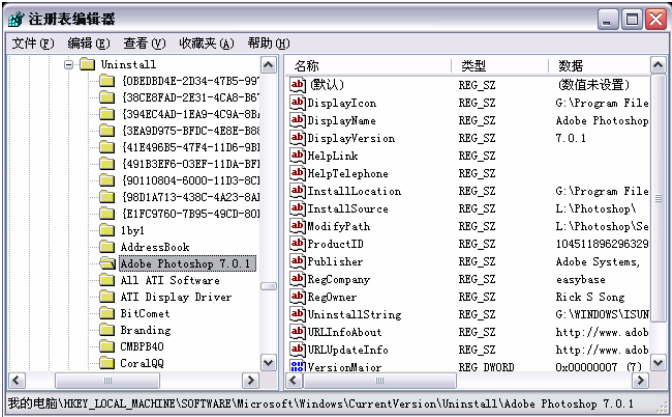 注册表编辑器
文件(F) 编辑(E) 查看(V) 收藏夹(A) 帮助(H)
Uninstall
{0BEDBD4E-2D34-47B5-997
{38CE8FAD-2E31-4CA8-B67
{394EC4AD-1EA9-4C9A-8B
{3EA9D975-BFDC-4E8E-B88
{41E496B5-47F4-11D6-9B
{491B3EF6-03EF-11DA-BF
{90110804-6000-11D3-8C
{98D1A713-438C-4A23-8A
{E1FC9760-7B95-49CD-80
1by1
AddressBook
Adobe Photoshop 7.0.1
All ATI Software
ATI Display Driver
BitComet
Branding
CMBPB40
CoralQQ
名称 类型 数据
(默认) REG_SZ (数值未设置)
DisplayIcon REG_SZ G:\Program File
DisplayName REG_SZ Adobe Photoshop
DisplayVersion REG_SZ 7.0.1
HelpLink REG_SZ
HelpTelephone REG_SZ
InstallLocation REG_SZ G:\Program File
InstallSource REG_SZ L:\Photoshop\
ModifyPath REG_SZ L:\Photoshop\Se
ProductID REG_SZ 104511896296329
Publisher REG_SZ Adobe Systems,
RegCompany REG_SZ easybase
RegOwner REG_SZ Rick S Song
UninstallString REG_SZ G:\WINDOWS\ISUN
URLInfoAbout REG_SZ http://www.adob
URLUpdateInfo REG_SZ http://www.adob
VersionMajor REG_DWORD 0x00000007 (7)
我的电脑\HKEY_LOCAL_MACHINE\SOFTWARE\Microsoft\Windows\CurrentVersion\Uninstall\Adobe Photoshop 7.0.1